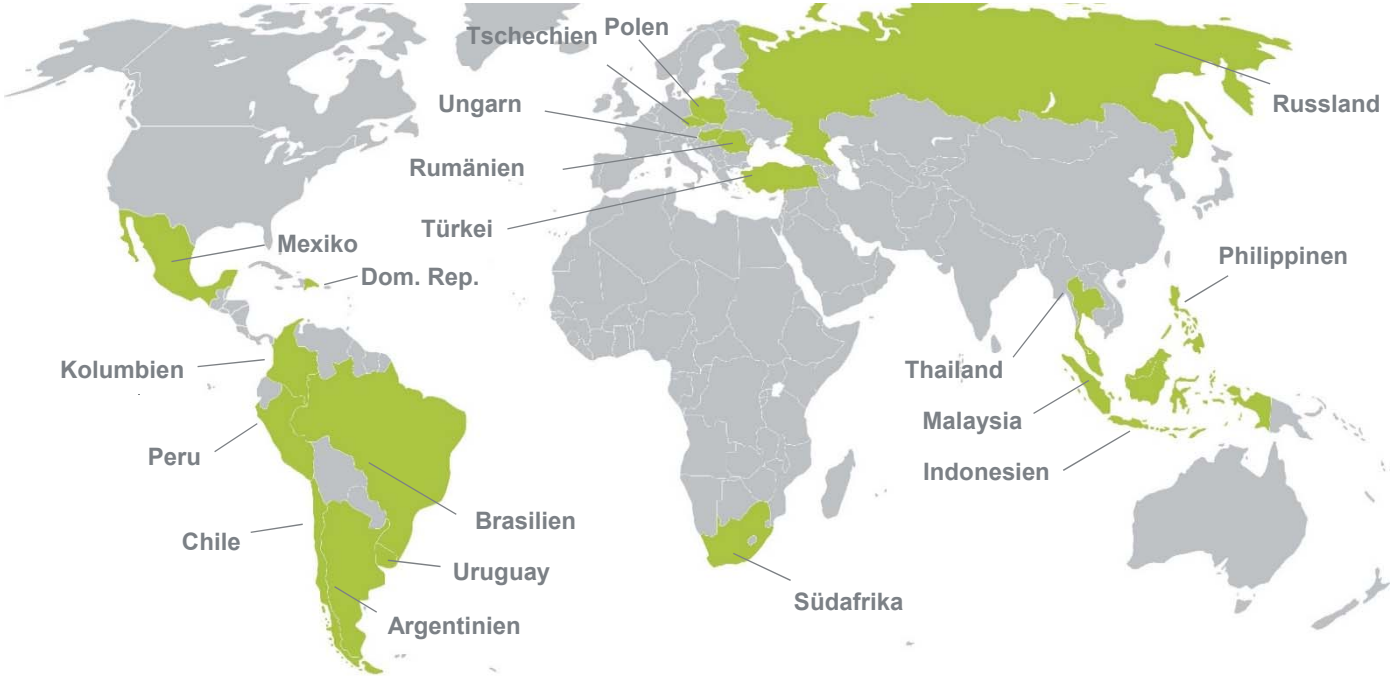 Tschechien
Polen
Ungarn
Russland
Rumänien
Türkei
Mexiko
Philippinen
Dom. Rep.
Kolumbien
Thailand
Malaysia
Peru
Indonesien
Brasilien
Chile
Uruguay
Südafrika
Argentinien